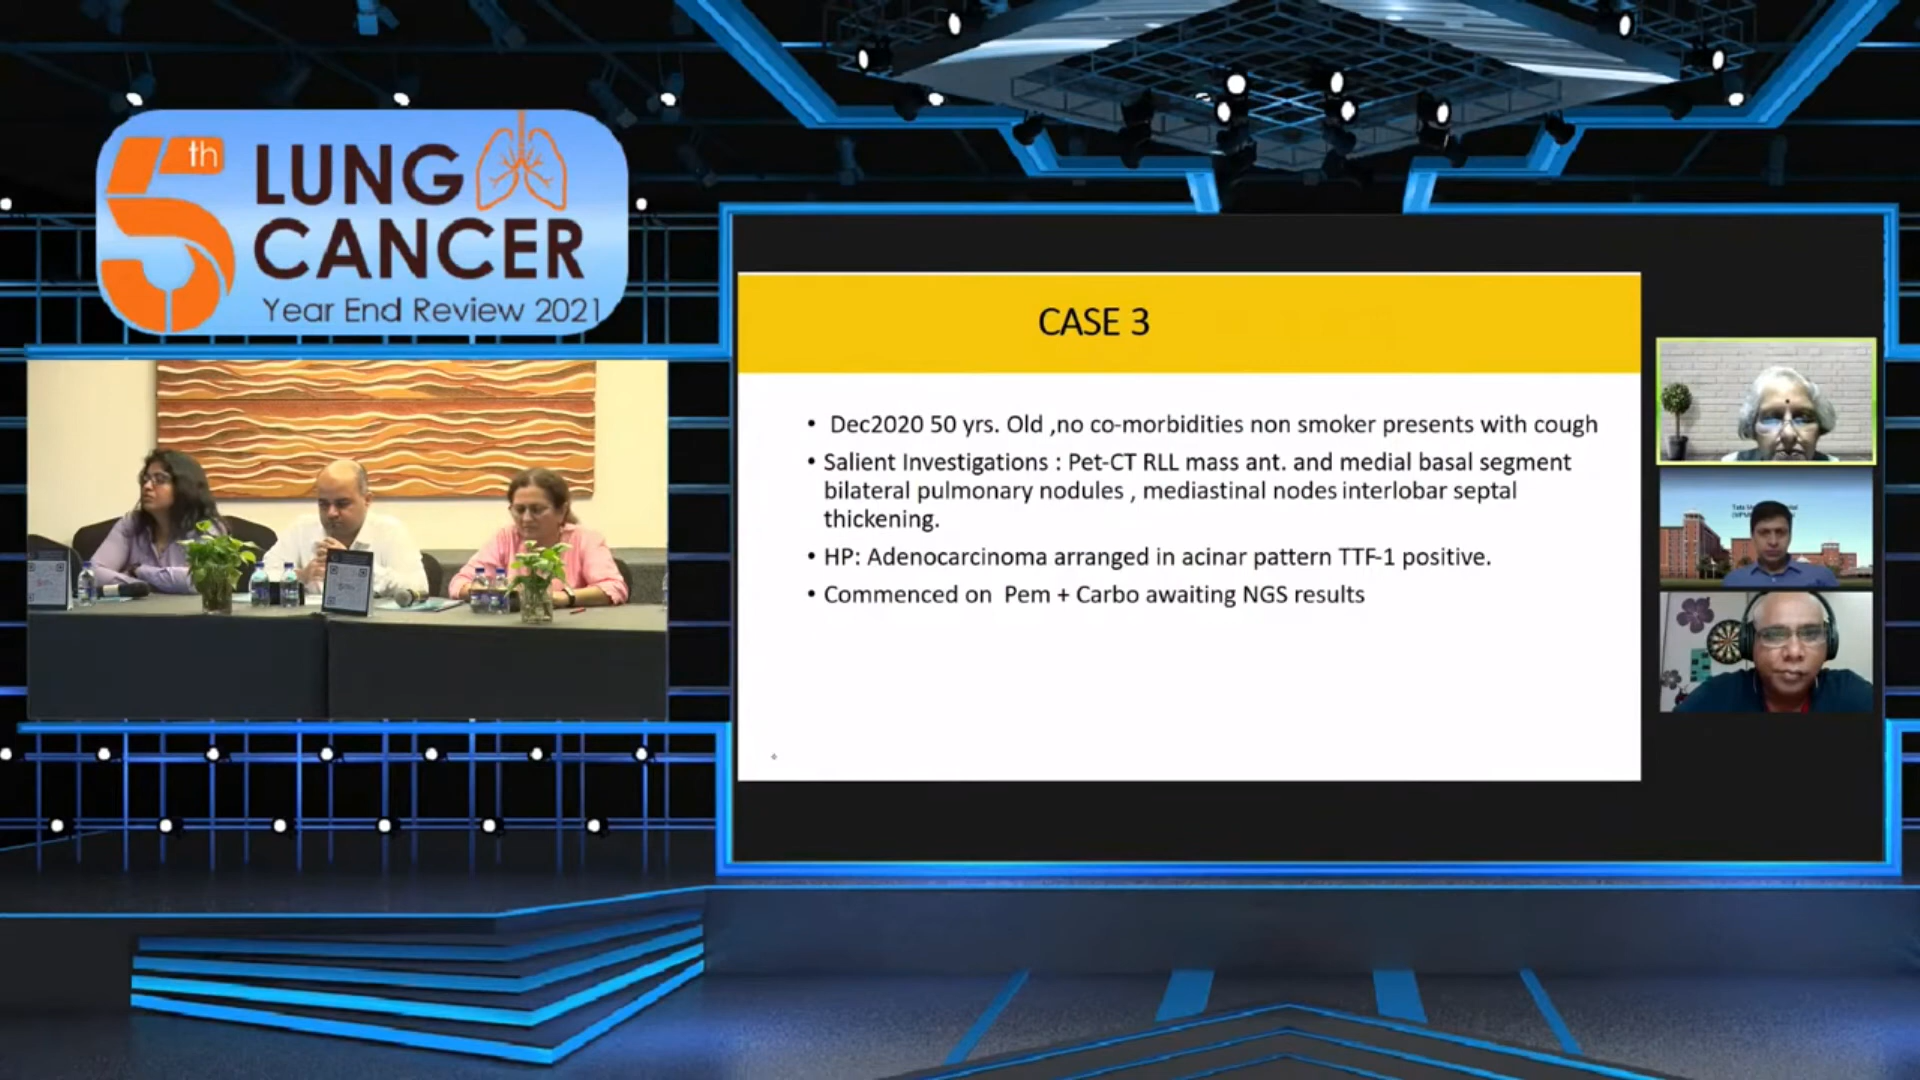 5th
LUNG
CANCER
Year End Review 2021
CASE 3
• Dec2020 50 yrs. Old ,no co-morbidities non smoker presents with cough
• Salient Investigations : Pet-CT RLL mass ant. and medial basal segment
bilateral pulmonary nodules , mediastinal nodes interlobar septal
thickening.
• HP: Adenocarcinoma arranged in acinar pattern TTF-1 positive.
• Commenced on Pem + Carbo awaiting NGS results